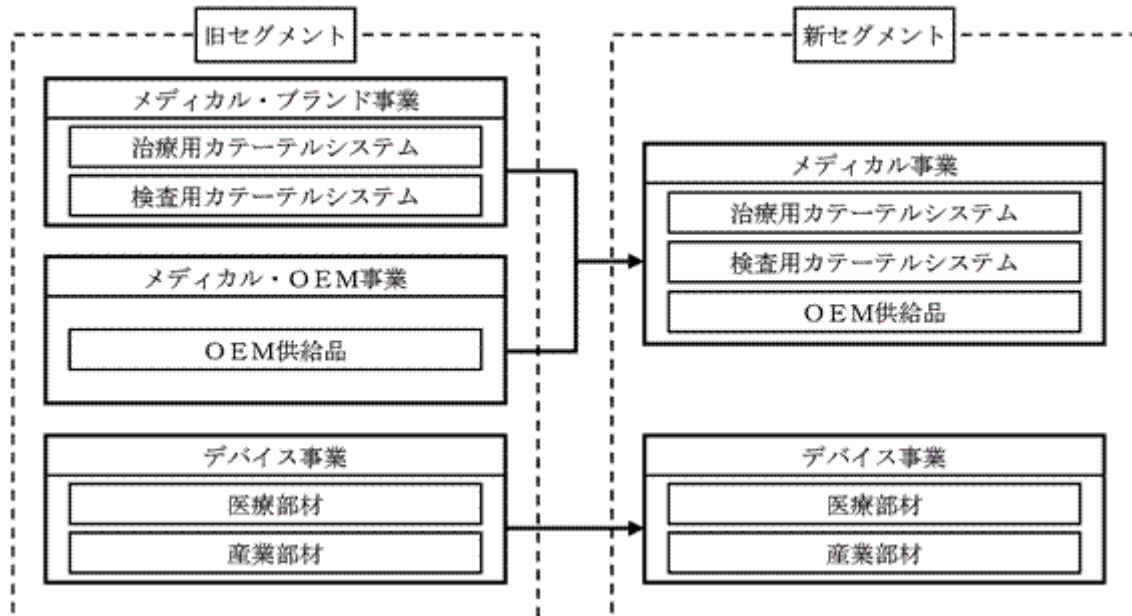 旧セグメント
メディカル・ブランド事業
治療用カテーテルシステム
検査用カテーテルシステム
メディカル・ＯＥＭ事業
ＯＥＭ供給品
デバイス事業
医療部材
産業部材
新セグメント
メディカル事業
治療用カテーテルシステム
検査用カテーテルシステム
ＯＥＭ供給品
デバイス事業
医療部材
産業部材